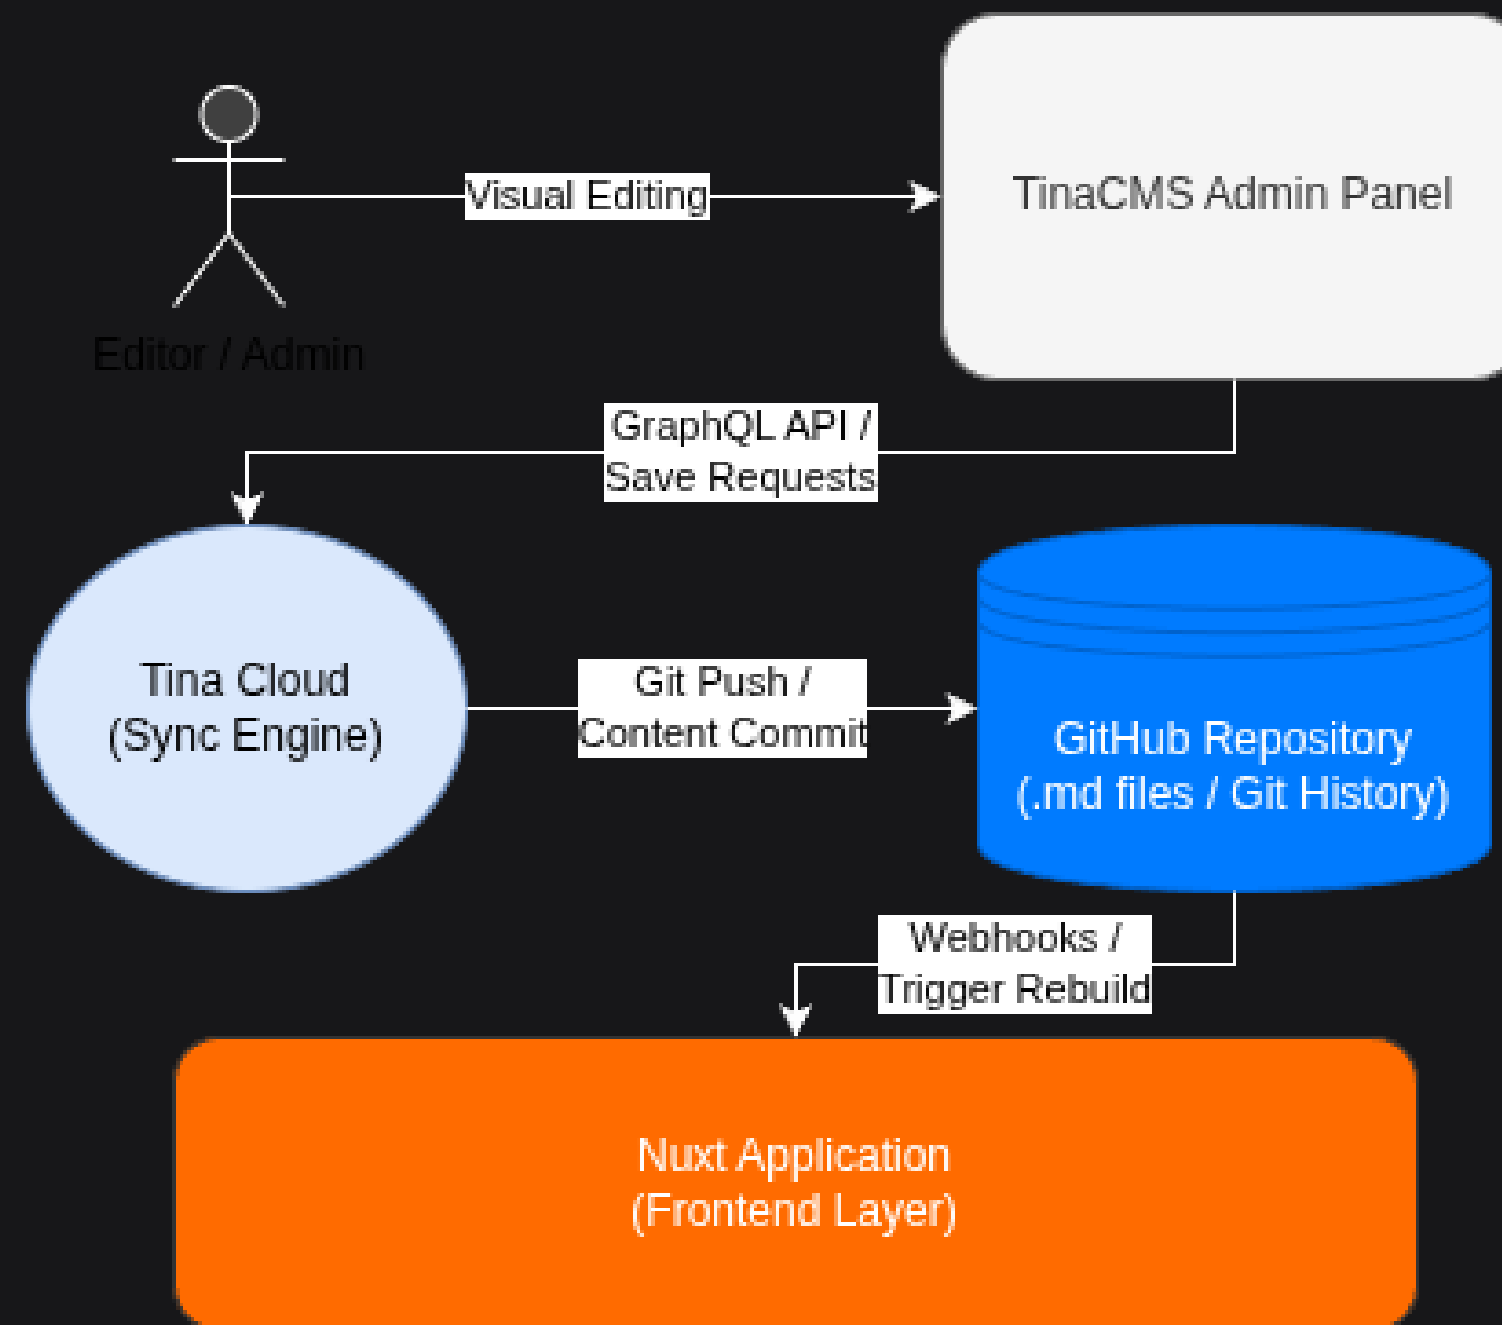 Visual Editing
TinaCMS Admin Panel
Editor / Admin
GraphQL API /
Save Requests
Tina Cloud
(Sync Engine)
Git Push /
Content Commit
GitHub Repository
(.md files / Git History)
Webhooks /
Trigger Rebuild
Nuxt Application
(Frontend Layer)